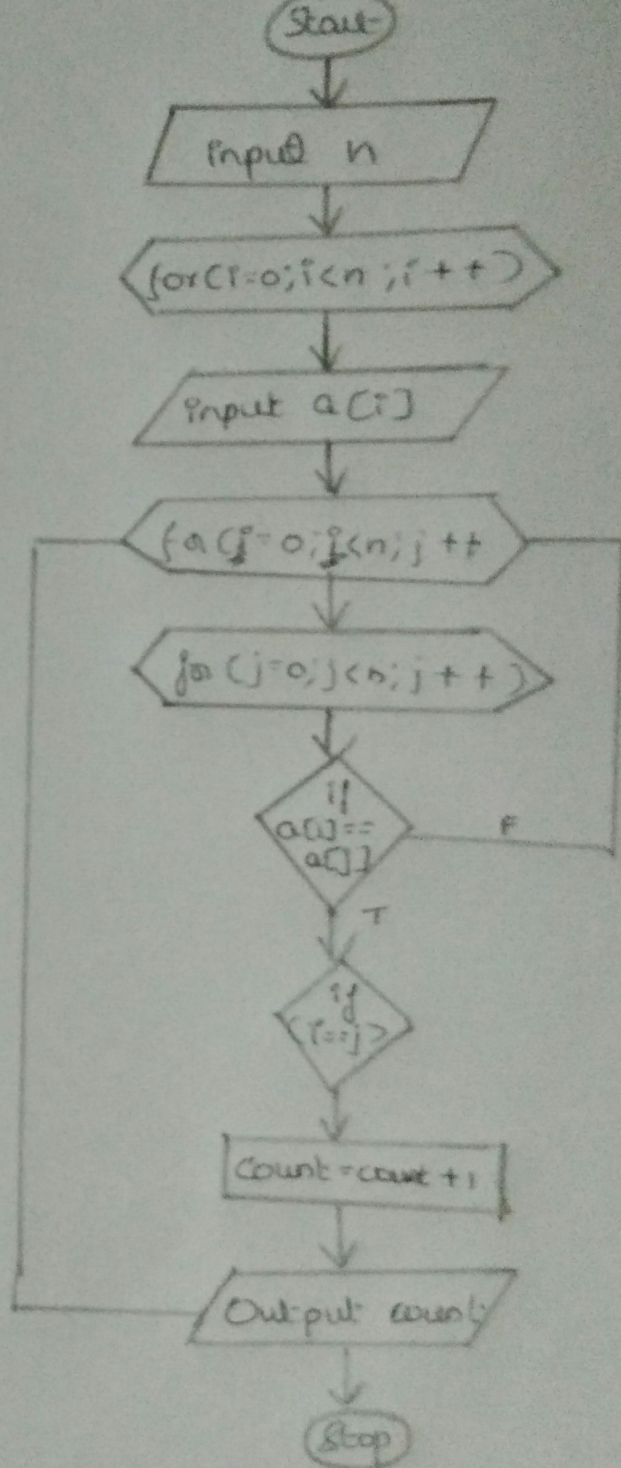 Start
input n
for(i=0;i<n;i++)
input a[i]
for(j=0;j<n;j++
for(j=0;j<n;j++)
if
a[i]==
a[j]
F
T
if
(i==j)
count=count+1
Output count
Stop